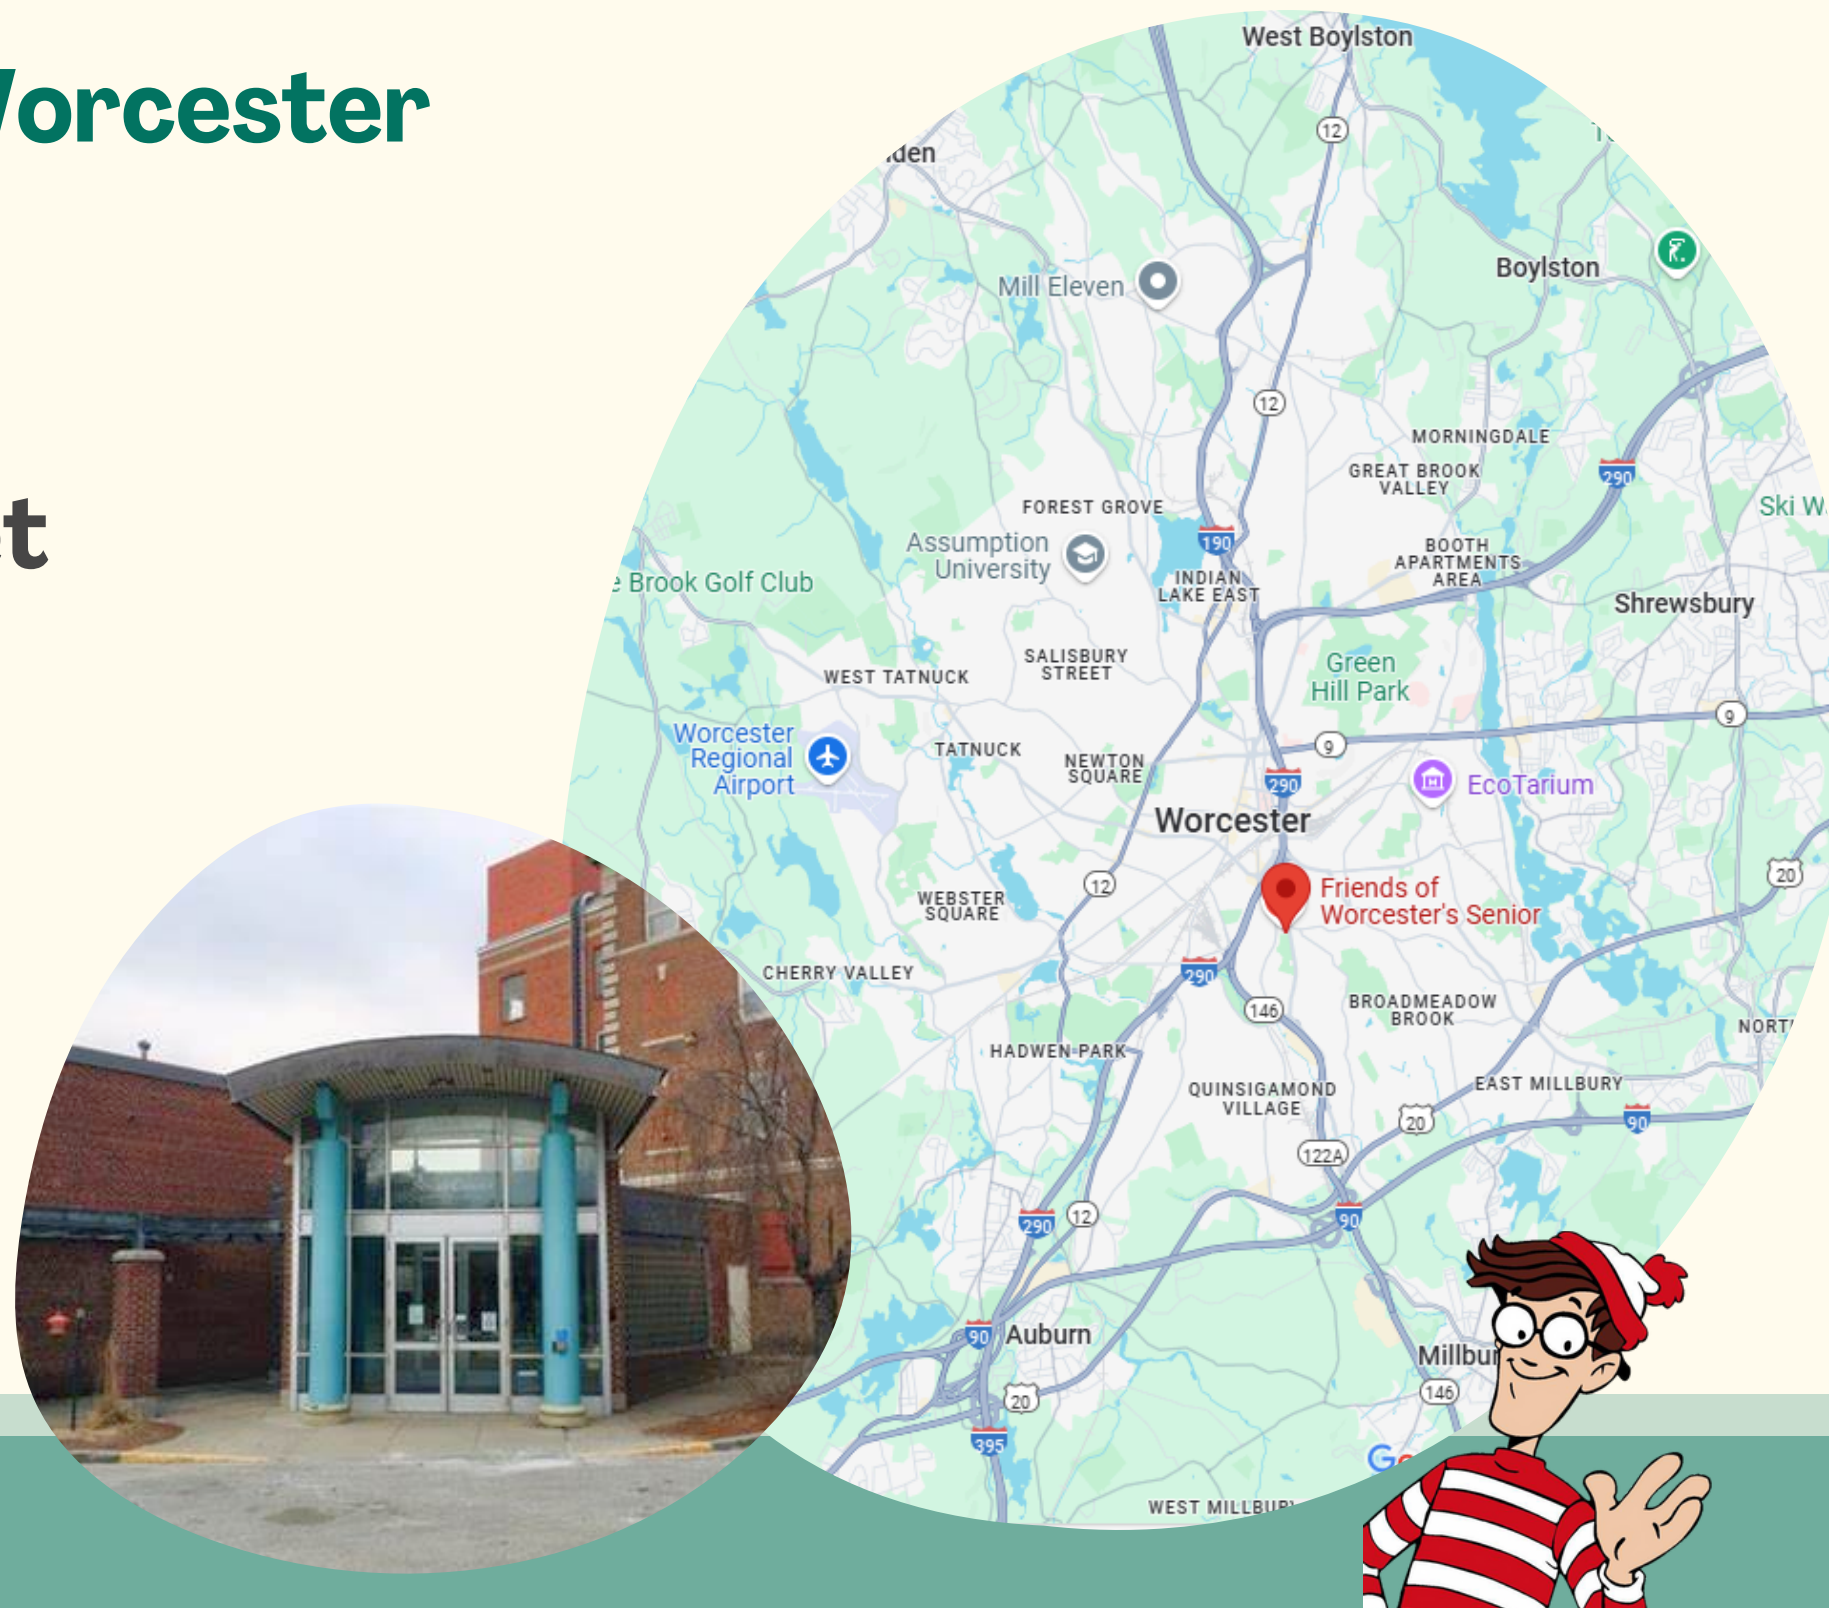 Worcester
West Boylston
12
den
Boylston
Mill Eleven
12
MORNINGDALE
GREAT BROOK
VALLEY
290
FOREST GROVE
Ski W
190
Assumption
University
BOOTH
APARTMENTS
AREA
INDIAN
LAKE EAST
e Brook Golf Club
Shrewsbury
SALISBURY
STREET
Green
Hill Park
WEST TATNUCK
9
Worcester
Regional
Airport
TATNUCK
9
NEWTON
SQUARE
290
EcoTarium
Worcester
12
20
Friends of
Worcester's Senior
WEBSTER
SQUARE
CHERRY VALLEY
290
146
BROADMEADOW
BROOK
NORT
HADWEN PARK
QUINSIGAMOND
VILLAGE
EAST MILLBURY
20
90
122A
290
12
90
90
Auburn
Millbur
146
20
395
G
WEST MILLBURY